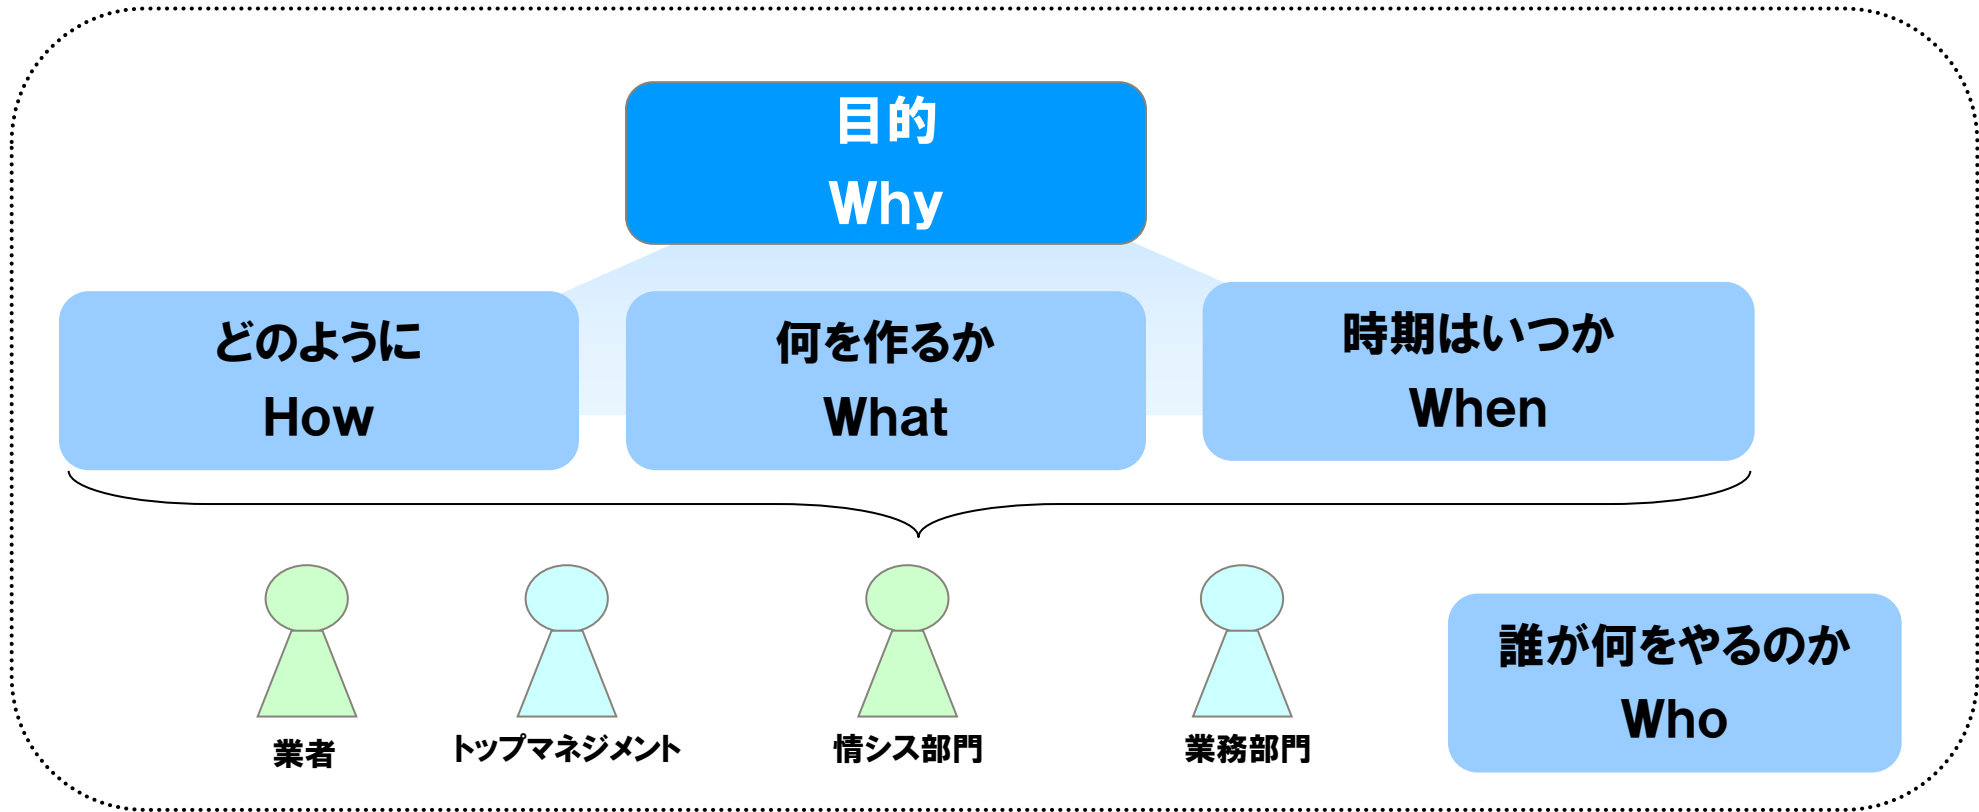 目的
Why
どのように
How
何を作るか
What
時期はいつか
When
業者
トップマネジメント
情シス部門
業務部門
誰が何をやるのか
Who